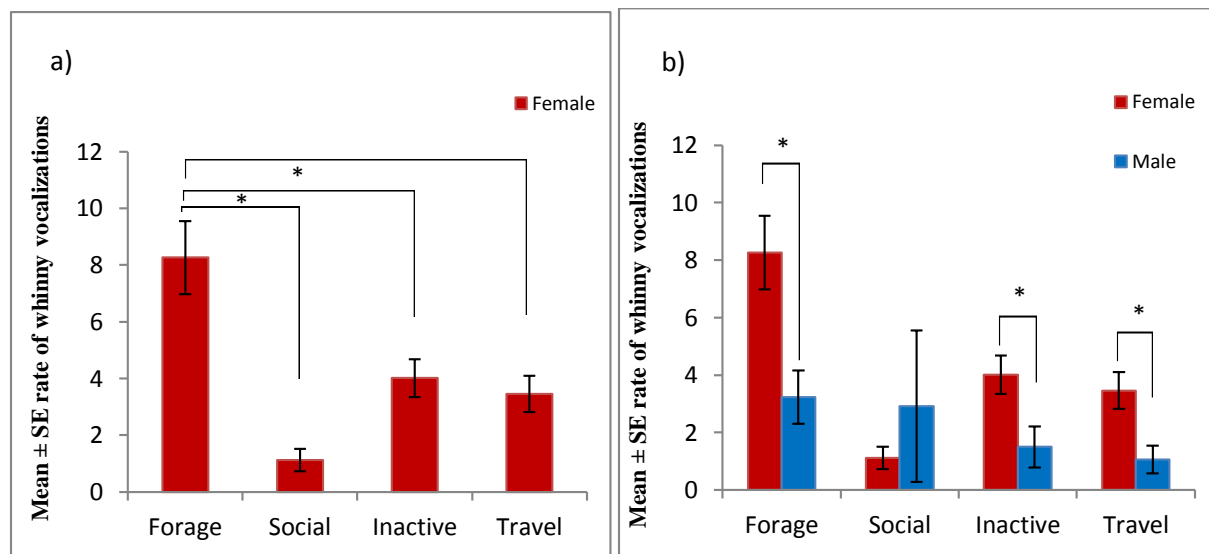 a)
Female
Mean ± SE rate of whinny vocalizations
12
10
8
6
4
2
0
*
*
*
Forage Social Inactive Travel
b)
Female
Male
Mean ± SE rate of whinny vocalizations
12
10
8
6
4
2
0
*
*
*
Forage Social Inactive Travel